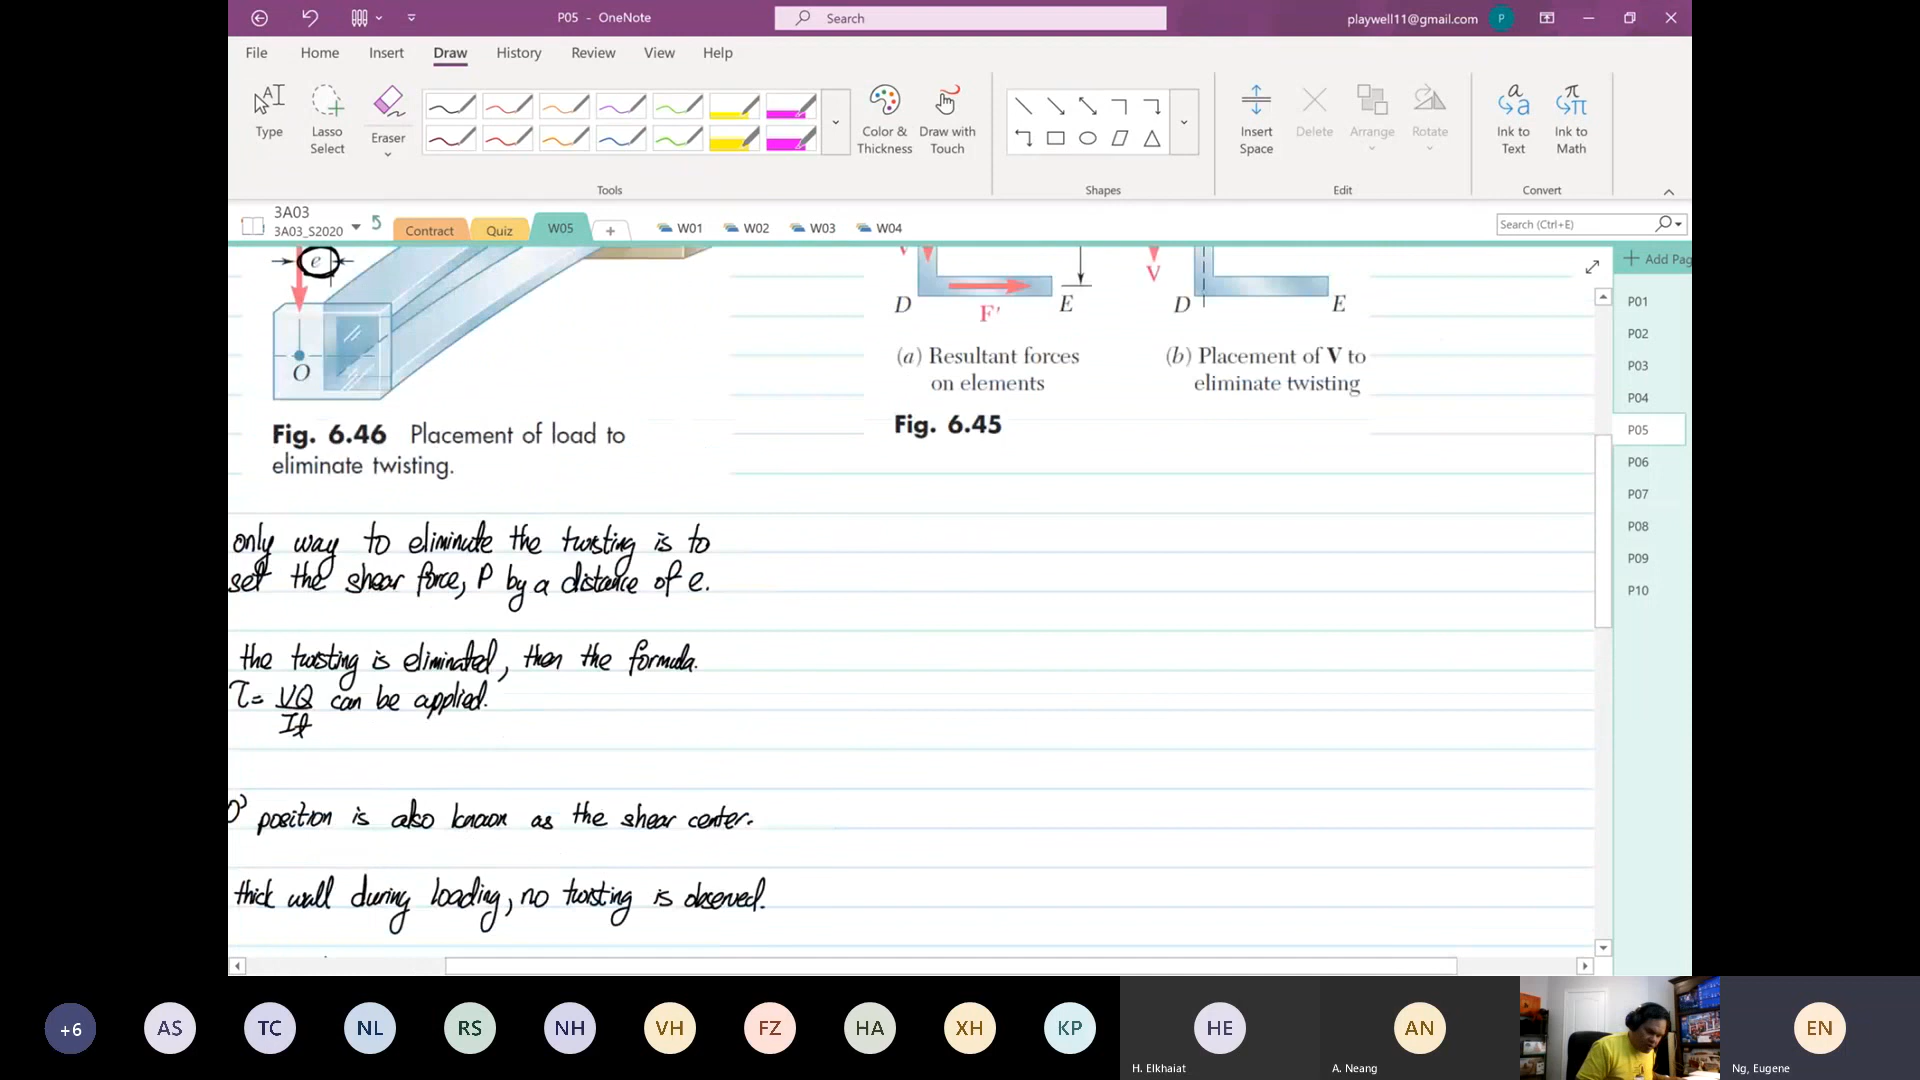 P05 - OneNote
Search
playwell11@gmail.com
P
File Home Insert Draw History Review View Help
Type
Lasso Select
Eraser
Color & Thickness
Draw with Touch
Insert Space
Delete
Arrange
Rotate
Ink to Text
Ink to Math
Tools
Shapes
Edit
Convert
3A03
3A03_S2020
Contract
Quiz
W05
+
W01
W02
W03
W04
Search (Ctrl+E)
Add Pag
P01
P02
P03
P04
P05
P06
P07
P08
P09
P10
e
O
Fig. 6.46 Placement of load to
eliminate twisting.
D
F'
E
V
D
E
(a) Resultant forces
on elements
(b) Placement of V to
eliminate twisting
Fig. 6.45
only way to eliminate the twisting is to
set the shear force, P by a distance of e.
the twisting is eliminated, then the formula.
τ = VQ/It can be applied.
O' position is also known as the shear center.
thick wall during loading, no twisting is observed.
+6
AS
TC
NL
RS
NH
VH
FZ
HA
XH
KP
HE
H. Elkhaiat
AN
A. Neang
EN
Ng, Eugene